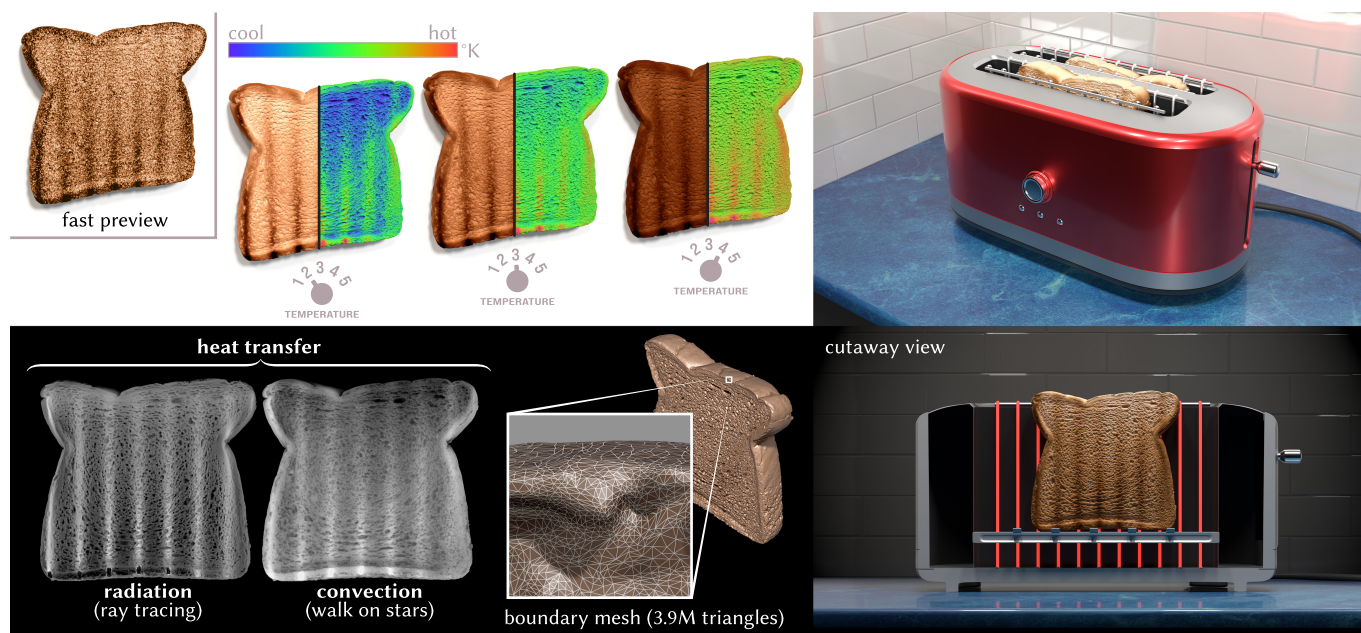 cool hot
°K
fast preview
1 2 3 4 5
TEMPERATURE
1 2 3 4 5
TEMPERATURE
1 2 3 4 5
TEMPERATURE
heat transfer
radiation
(ray tracing)
convection
(walk on stars)
boundary mesh (3.9M triangles)
cutaway view